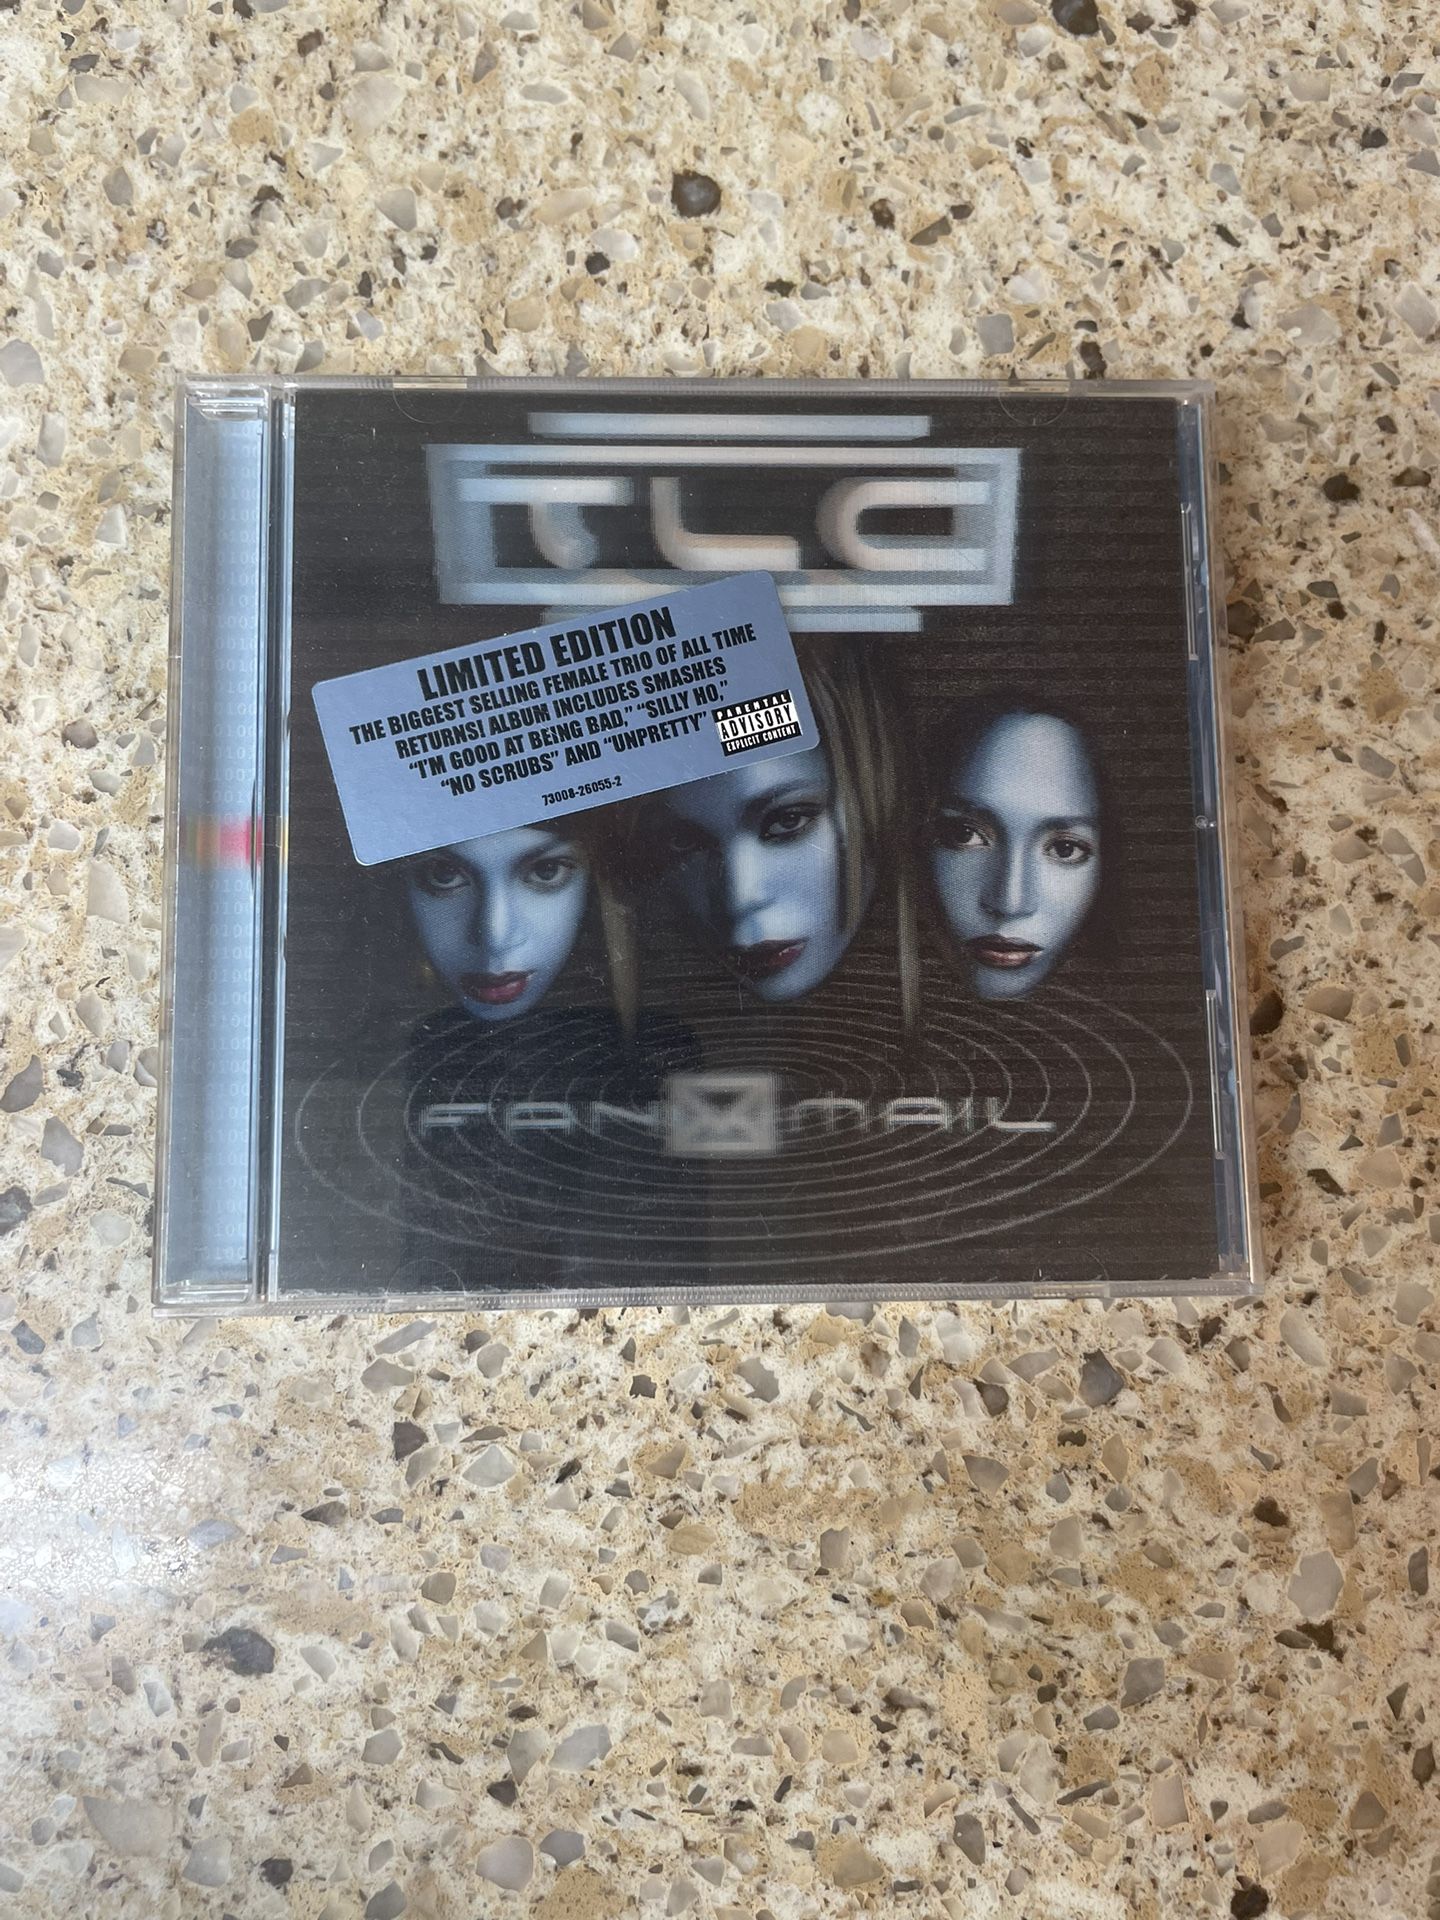 TLC
LIMITED EDITION
THE BIGGEST SELLING FEMALE TRIO OF ALL TIME
RETURNS! ALBUM INCLUDES SMASHES
"I'M GOOD AT BEING BAD," "SILLY HO,"
"NO SCRUBS" AND "UNPRETTY"
PARENTAL
ADVISORY
EXPLICIT CONTENT
73008-26055-2
FANMAIL